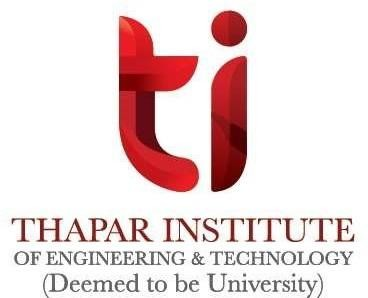 ti
THAPAR INSTITUTE
OF ENGINEERING & TECHNOLOGY
(Deemed to be University)